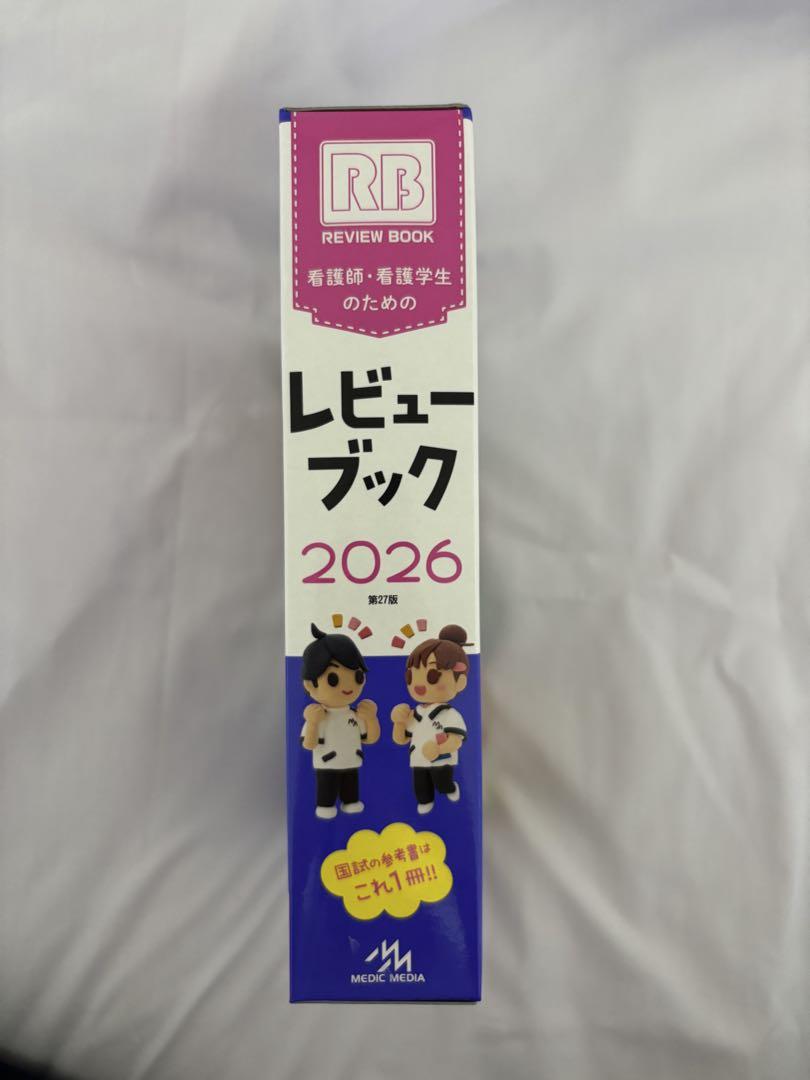 RB
REVIEW BOOK
看護師・看護学生
のための
レビュー
ブック
2026
第27版
国試の参考書は
これ1冊!!
MEDIC MEDIA